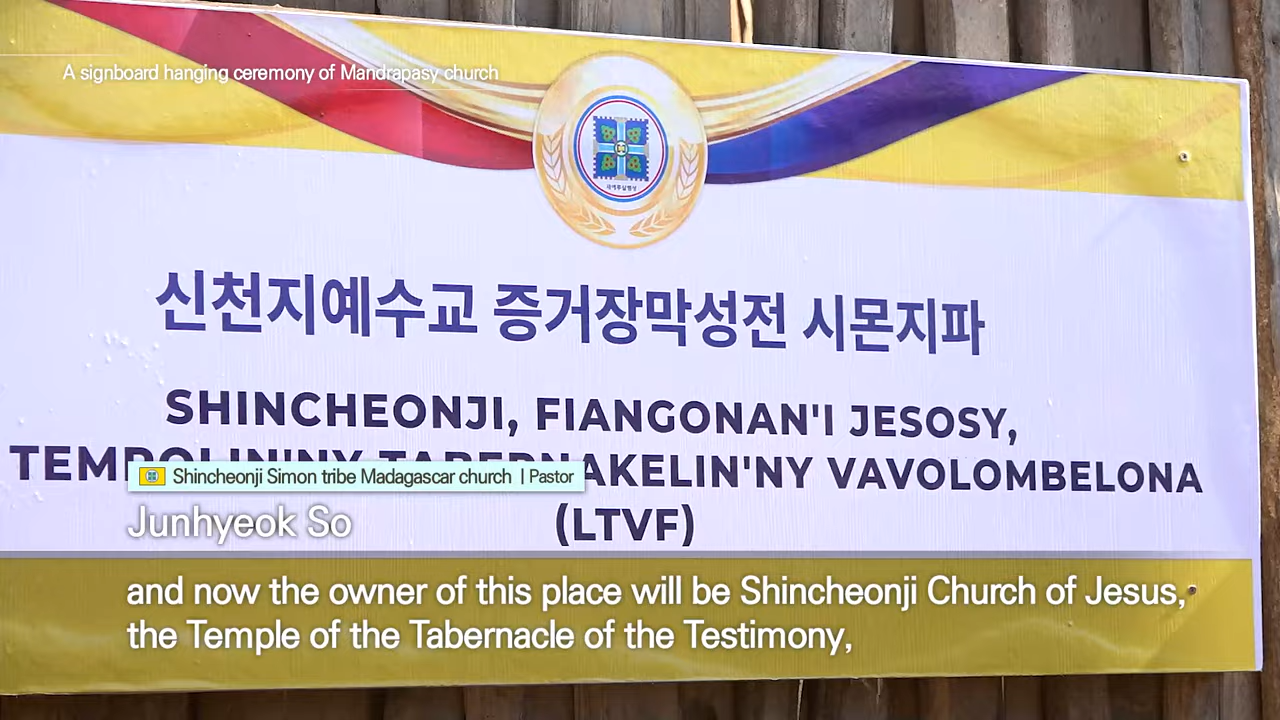 A signboard hanging ceremony of Mandrapasy church
신천지예수교 증거장막성전 시몬지파
SHINCHEONJI, FIANGONAN'I JESOSY,
TEMPOLIN'NY TABERNAKELIN'NY VAVOLOMBELONA
(LTVF)
Shincheonji Simon tribe Madagascar church | Pastor
Junhyeok So
and now the owner of this place will be Shincheonji Church of Jesus,
the Temple of the Tabernacle of the Testimony,